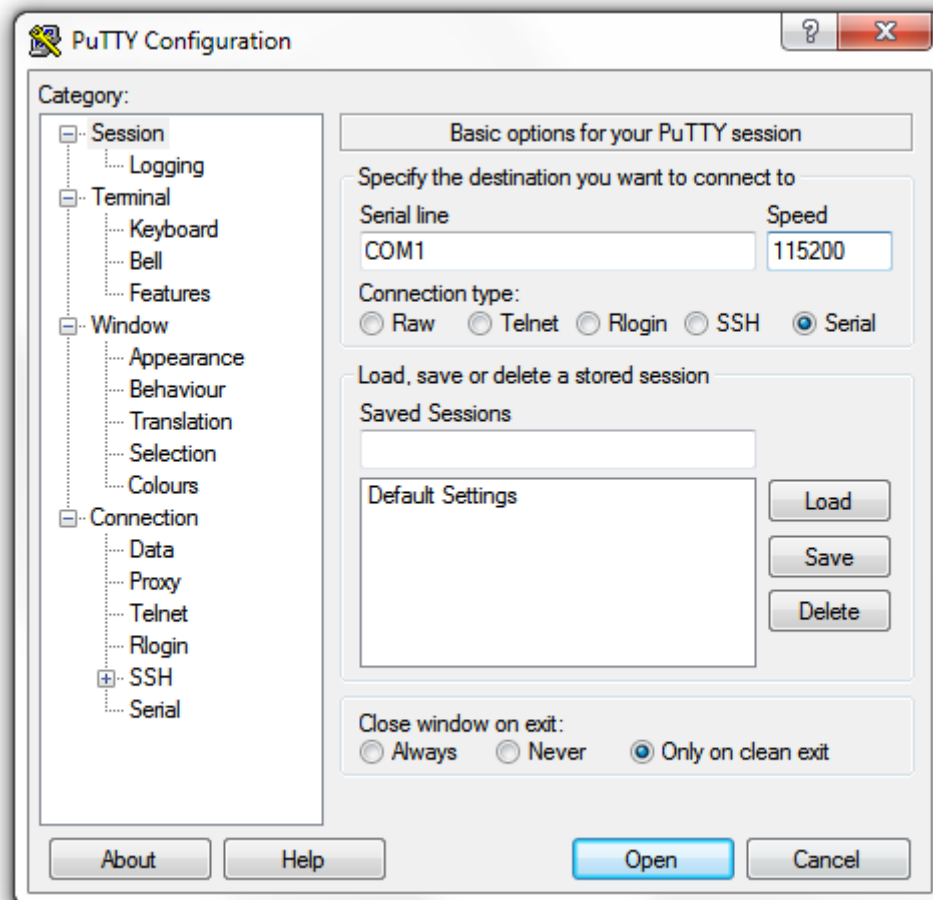 PuTTY Configuration
?
X
Category:
Session
Logging
Terminal
Keyboard
Bell
Features
Window
Appearance
Behaviour
Translation
Selection
Colours
Connection
Data
Proxy
Telnet
Rlogin
SSH
Serial
Basic options for your PuTTY session
Specify the destination you want to connect to
Serial line Speed
COM1 115200
Connection type:
Raw Telnet Rlogin SSH Serial
Load, save or delete a stored session
Saved Sessions
Default Settings
Load
Save
Delete
Close window on exit:
Always Never Only on clean exit
About Help Open Cancel